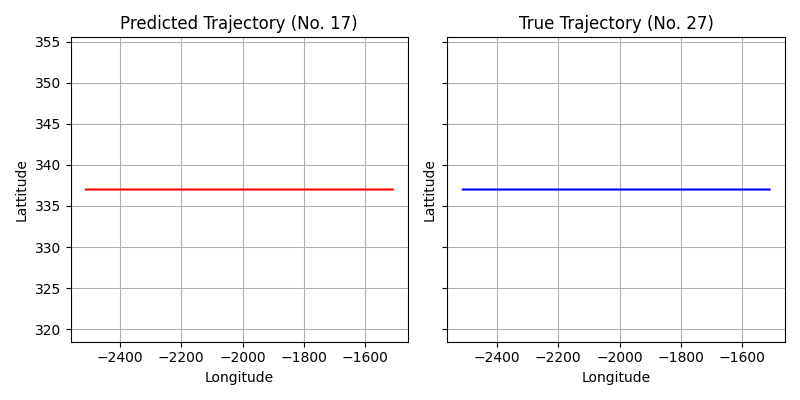 Predicted Trajectory (No. 17)
355
350
345
340
335
330
325
320
Lattitude
−2400 −2200 −2000 −1800 −1600
Longitude
True Trajectory (No. 27)
Lattitude
−2400 −2200 −2000 −1800 −1600
Longitude